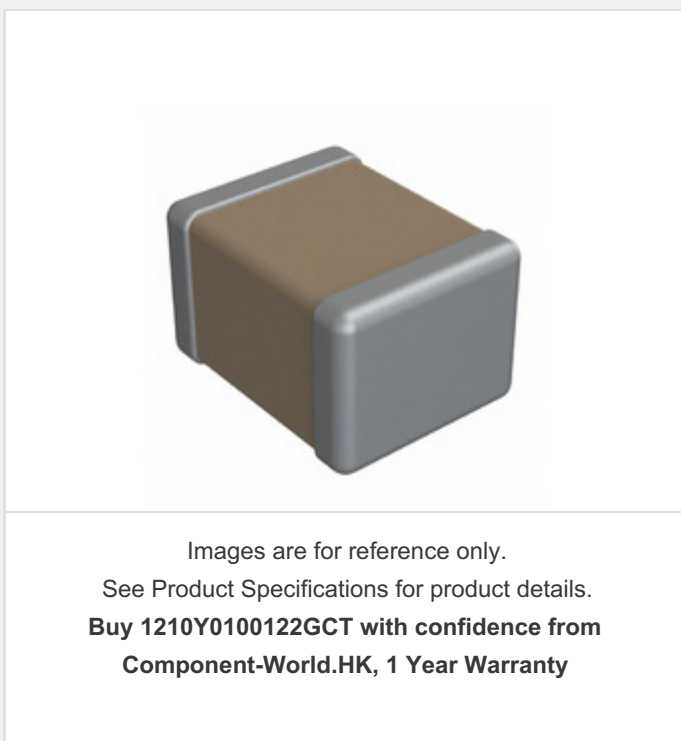 Images are for reference only.
See Product Specifications for product details.
Buy 1210Y0100122GCT with confidence from
Component-World.HK, 1 Year Warranty